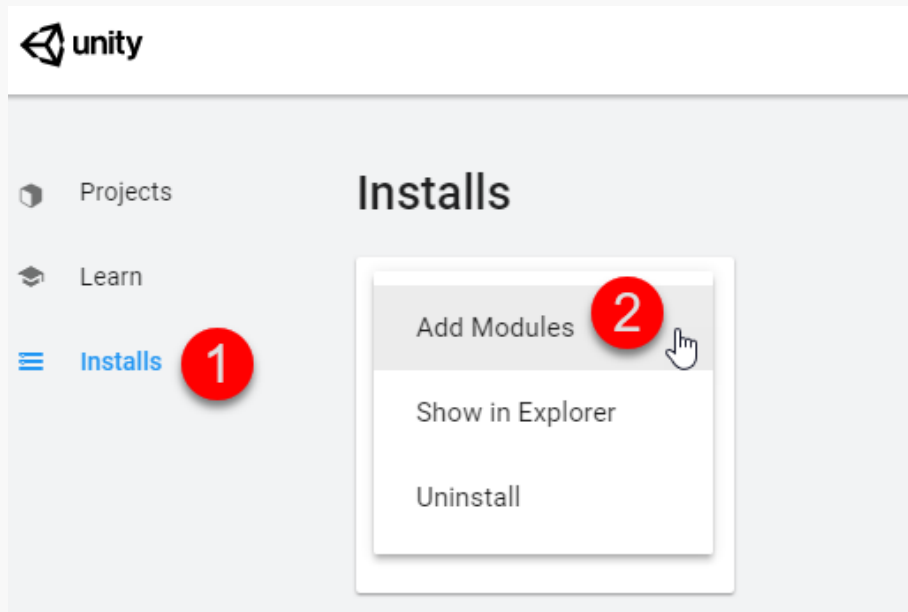 unity
Projects
Learn
Installs 1
Installs
Add Modules 2
Show in Explorer
Uninstall